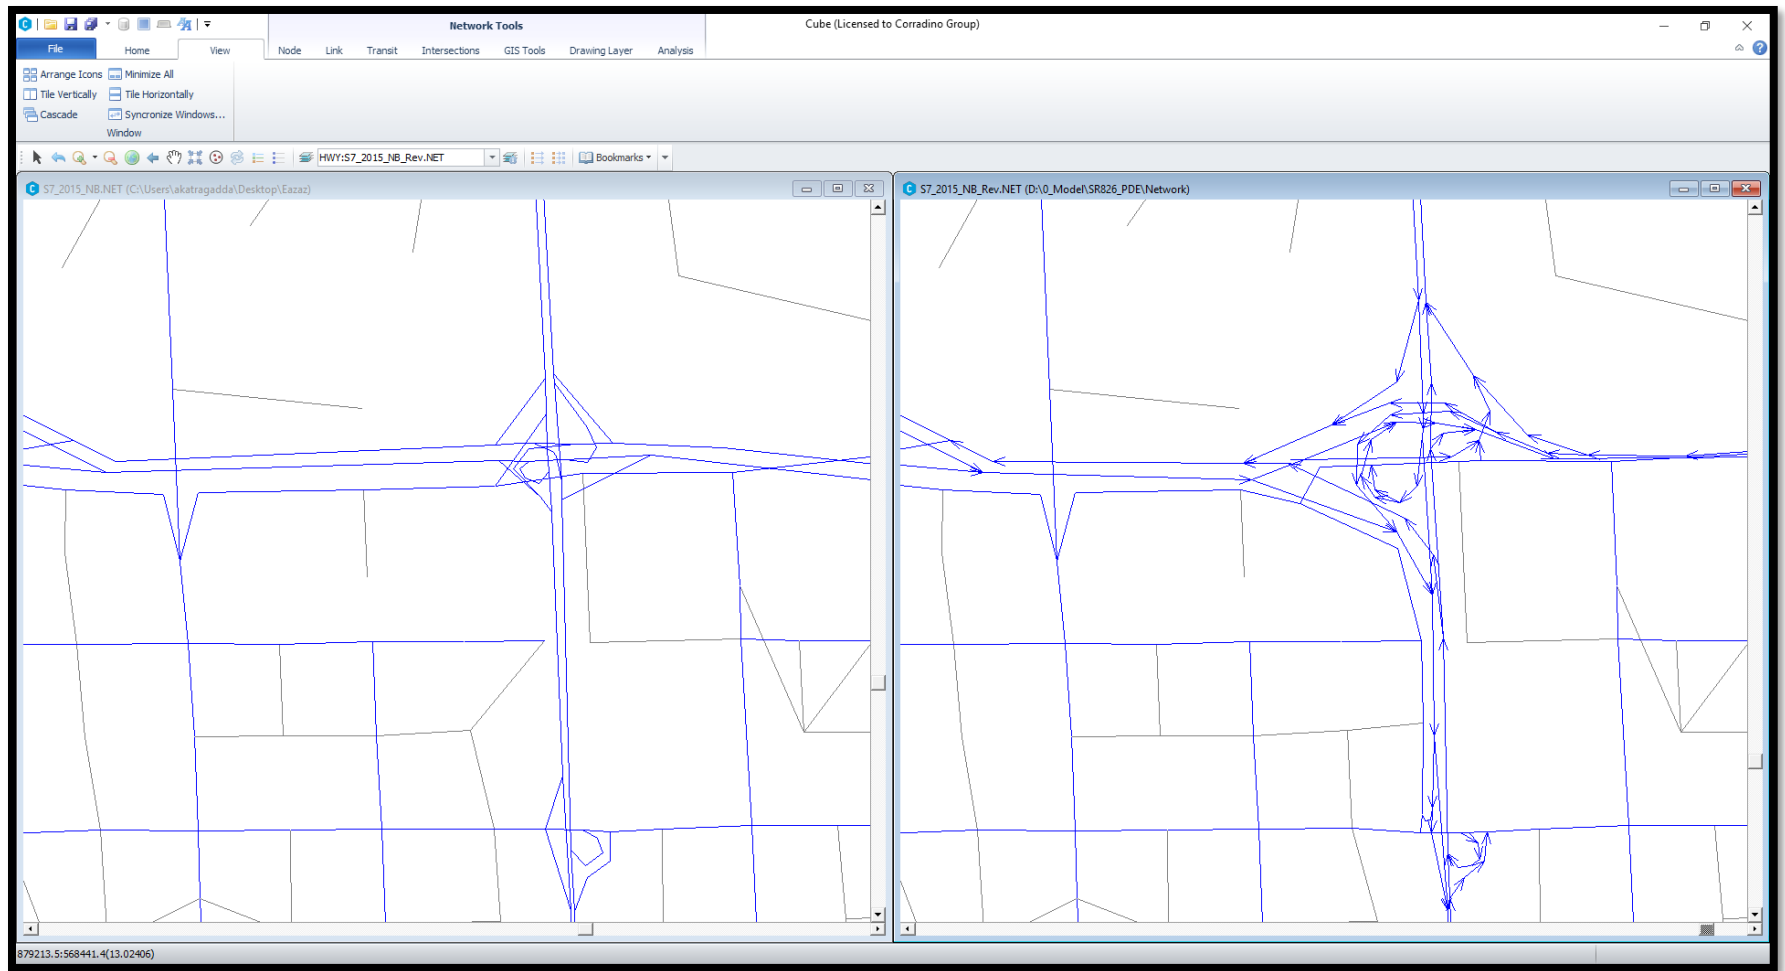 Network Tools
Cube (Licensed to Corradino Group)
File Home View Node Link Transit Intersections GIS Tools Drawing Layer Analysis
Arrange Icons Minimize All
Tile Vertically Tile Horizontally
Cascade Syncronize Windows...
Window
HWY:S7_2015_NB_Rev.NET Bookmarks
S7_2015_NB.NET (C:\Users\akatragadda\Desktop\Eazaz)
S7_2015_NB_Rev.NET (D:\0_Model\SR826_PDE\Network)
879213.5:568441.4(13.02406)